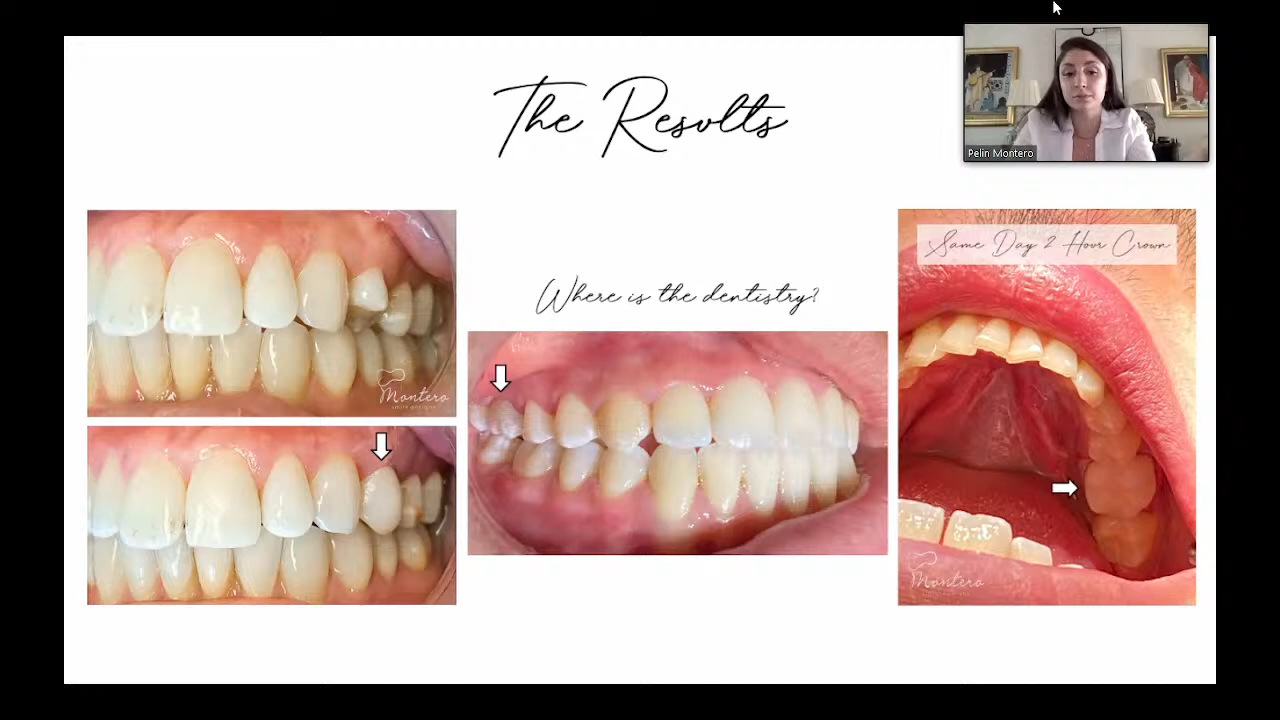 The Results
Pelin Montero
Where is the dentistry?
Same Day 2 Hour Crown
Montero
Montero